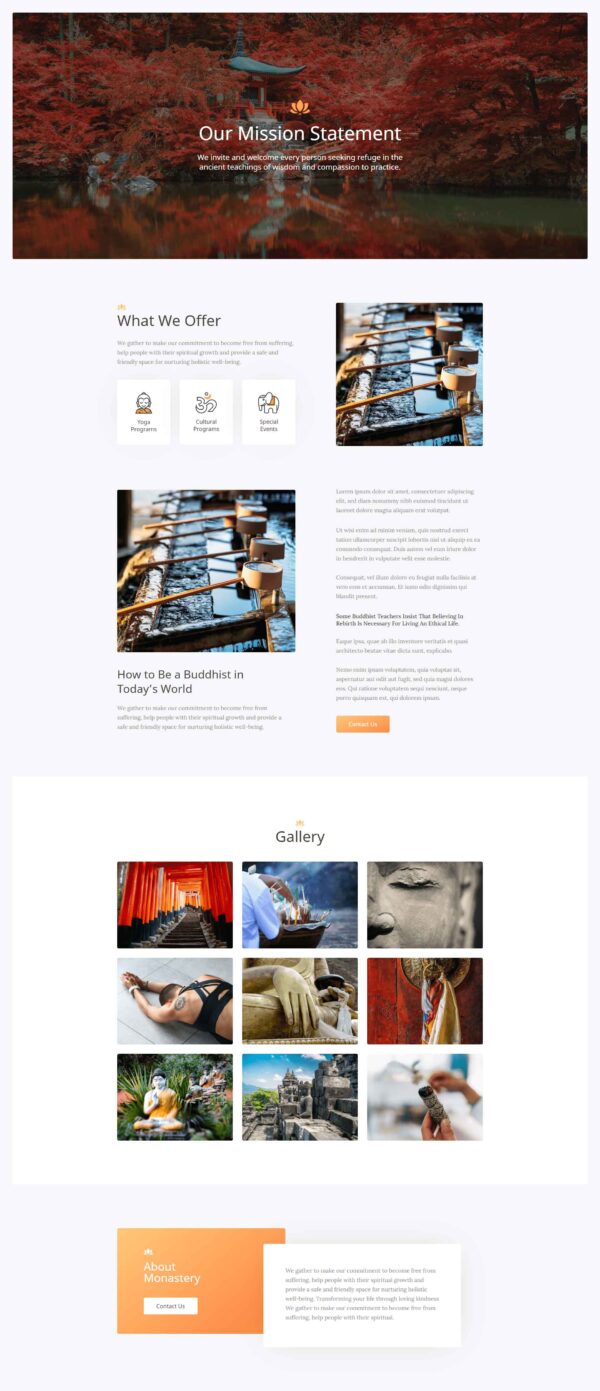 Our Mission Statement
We invite and welcome every person seeking refuge in the
ancient teachings of wisdom and compassion to practice.
What We Offer
We gather to make our commitment to become free from suffering,
help people with their spiritual growth and provide a safe and
friendly space for nurturing holistic well-being.
Yoga
Programs
Cultural
Programs
Special
Events
How to Be a Buddhist in
Today's World
We gather to make our commitment to become free from
suffering, help people with their spiritual growth and provide a
safe and friendly space for nurturing holistic well-being.
Lorem ipsum dolor sit amet, consectetuer adipiscing
elit, sed diam nonummy nibh euismod tincidunt ut
laoreet dolore magna aliquam erat volutpat.
Ut wisi enim ad minim veniam, quis nostrud exerci
tation ullamcorper suscipit lobortis nisl ut aliquip ex ea
commodo consequat. Duis autem vel eum iriure dolor
in hendrerit in vulputate velit esse molestie.
Consequat, vel illum dolore eu feugiat nulla facilisis at
vero eros et accumsan. Et iusto odio dignissim qui
blandit present.
Some Buddhist Teachers Insist That Believing In
Rebirth Is Necessary For Living An Ethical Life.
Eaque ipsa, quae ab illo inventore veritatis et quasi
architecto beatae vitae dicta sunt, explicabo.
Nemo enim ipsam voluptatem, quia voluptas sit,
aspernatur aut odit aut fugit, sed quia magni dolores
eos. Qui ratione voluptatem sequi nesciunt, neque
porro quisquam est, qui dolorem ipsum.
Contact Us
Gallery
About
Monastery
Contact Us
We gather to make our commitment to become free from
suffering, help people with their spiritual growth and
provide a safe and friendly space for nurturing holistic
well-being. Transforming your life through loving kindness
We gather to make our commitment to become free from
suffering, help people with their spiritual.